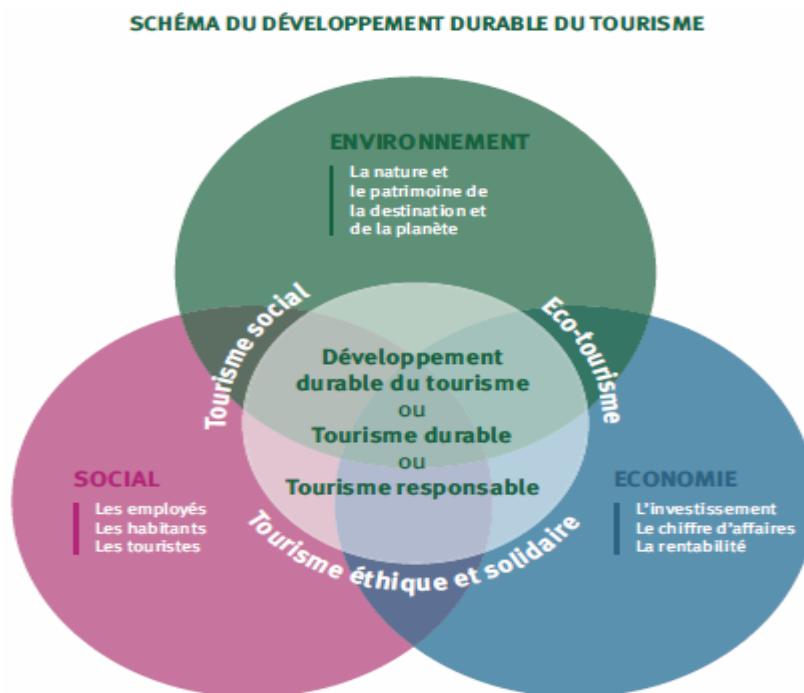 SCHÉMA DU DÉVELOPPEMENT DURABLE DU TOURISME
ENVIRONNEMENT
La nature et
le patrimoine de
la destination et
de la planète
Tourisme social
Eco-tourisme
Développement
durable du tourisme
ou
Tourisme durable
ou
Tourisme responsable
SOCIAL
Les employés
Les habitants
Les touristes
ECONOMIE
L'investissement
Le chiffre d'affaires
La rentabilité
Tourisme éthique et solidaire